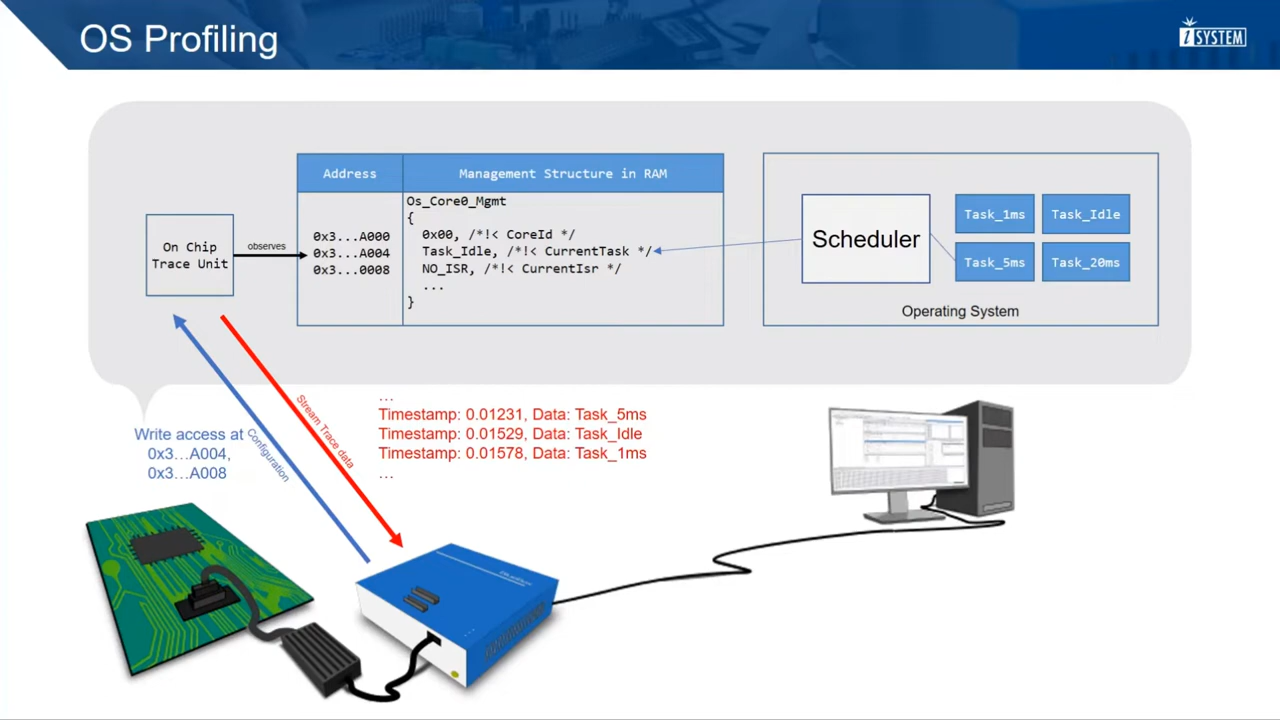 OS Profiling
iSYSTEM
Address
Management Structure in RAM
0x3...A000
0x3...A004
0x3...0008
Os_Core0_Mgmt
{
0x00, /*!< CoreId */
Task_Idle, /*!< CurrentTask */
NO_ISR, /*!< CurrentIsr */
...
}
On Chip
Trace Unit
observes
Scheduler
Task_1ms
Task_Idle
Task_5ms
Task_20ms
Operating System
Configuration
Stream Trace data
Write access at
0x3…A004,
0x3…A008
…
Timestamp: 0.01231, Data: Task_5ms
Timestamp: 0.01529, Data: Task_Idle
Timestamp: 0.01578, Data: Task_1ms
…